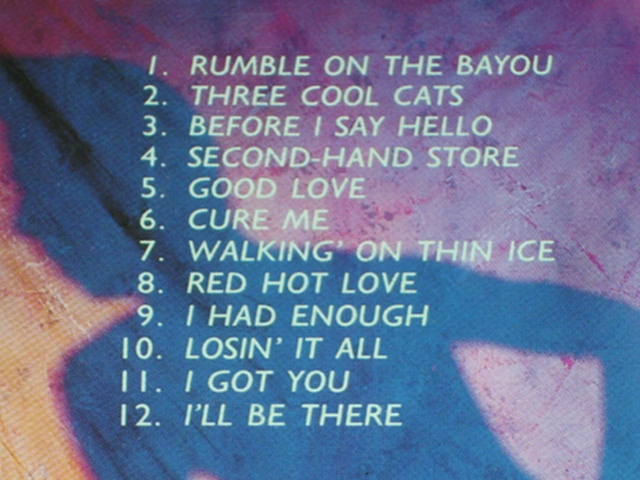 1. RUMBLE ON THE BAYOU
2. THREE COOL CATS
3. BEFORE I SAY HELLO
4. SECOND-HAND STORE
5. GOOD LOVE
6. CURE ME
7. WALKING' ON THIN ICE
8. RED HOT LOVE
9. I HAD ENOUGH
10. LOSIN' IT ALL
11. I GOT YOU
12. I'LL BE THERE